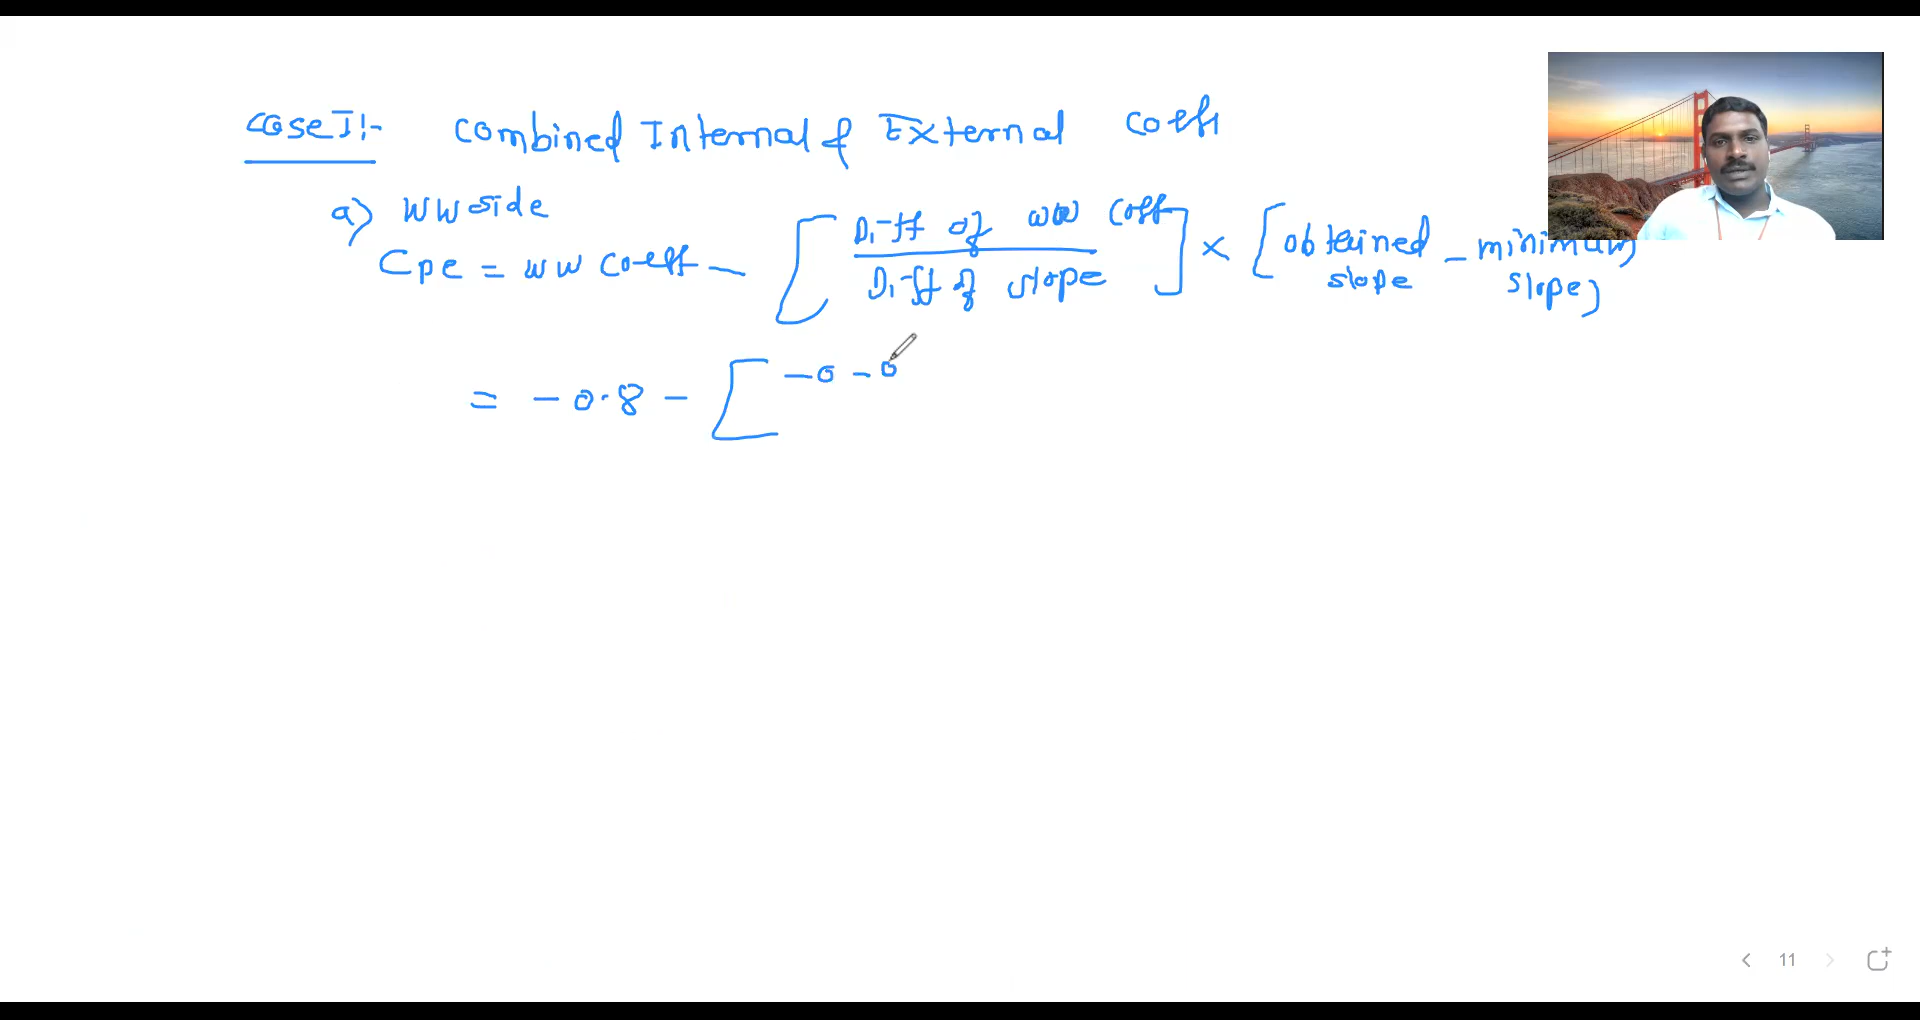 Case I:- Combined Internal & External Coeff
a) WW side
Cpe = WW Coeff - [Diff of WW Coeff / Diff of slope] × [obtained slope - minimum slope]
= -0.8 - [-0-0
11